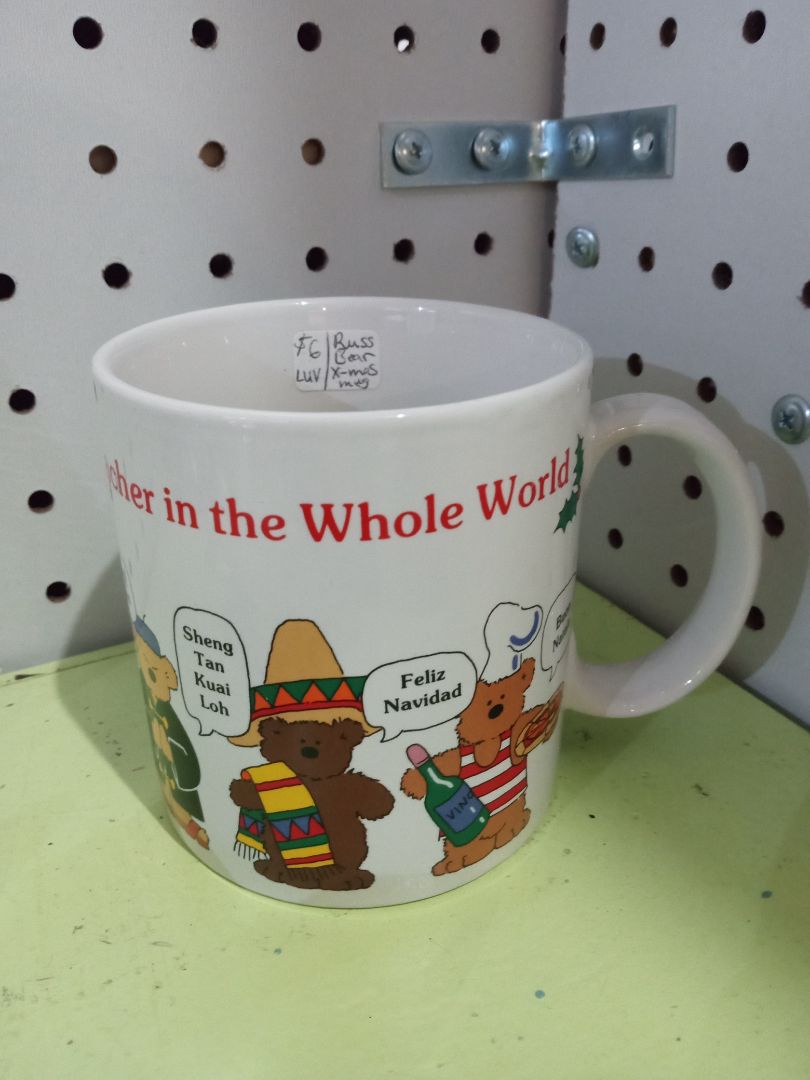 $6
LUV
Russ
Bear
X-mas
mug
cher in the Whole World
Sheng
Tan
Kuai
Loh
Feliz
Navidad
VINO